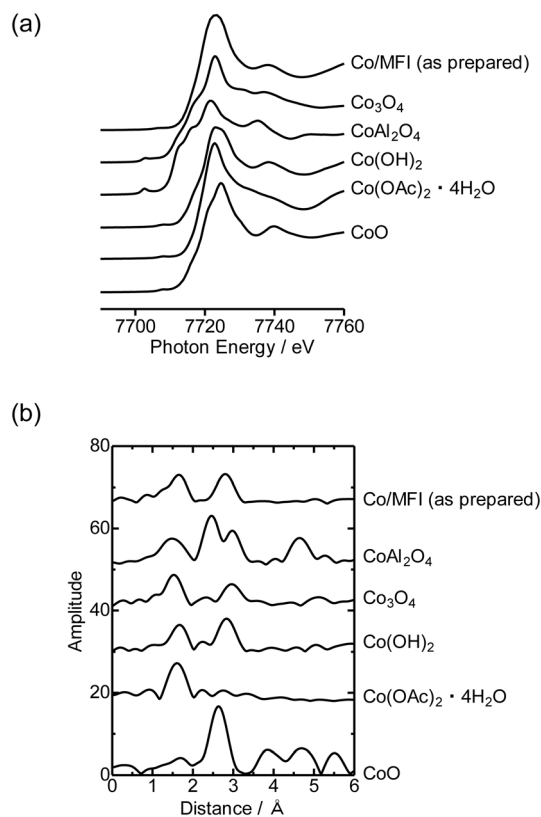 (a)
Co/MFI (as prepared)
Co₃O₄
CoAl₂O₄
Co(OH)₂
Co(OAc)₂・4H₂O
CoO
7700 7720 7740 7760
Photon Energy / eV
(b)
80
60
40
20
0
Amplitude
Co/MFI (as prepared)
CoAl₂O₄
Co₃O₄
Co(OH)₂
Co(OAc)₂・4H₂O
CoO
0 1 2 3 4 5 6
Distance / Å